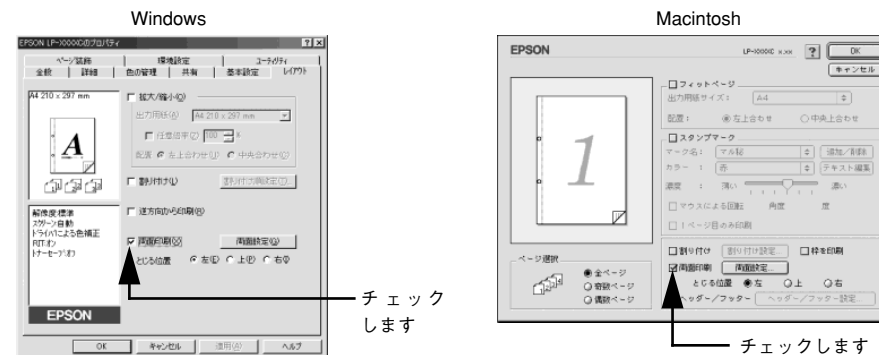 Windows
EPSON LP-XXXXCのプロパティ
ページ装飾 環境設定 ユーティリティ
全般 詳細 色の管理 共有 基本設定 レイアウト
A4 210 x 297 mm
拡大/縮小(O)
出力用紙(A) A4 210 x 297 mm
任意倍率(Z) 100 %
配置 左上合わせ(U) 中央合わせ(C)
割り付け(L) 割り付け順設定(T)...
逆方向から印刷(R)
解像度:標準
スクリーン:自動
ドライバによる色補正
RIT:オン
トナーセーブ:オフ
両面印刷(X) 両面設定(G)
とじる位置 左(E) 上(P) 右
EPSON
OK キャンセル 適用(A) ヘルプ
チェック
します
Macintosh
EPSON LP-XXXXC x.xx ? OK
キャンセル
フィットページ
出力用紙サイズ: A4
配置: 左上合わせ 中央上合わせ
スタンプマーク
マーク名: マル秘 追加/削除
カラー : 赤 テキスト編集
濃度 : 薄い 濃い
マウスによる回転 角度 度
1ページ目のみ印刷
割り付け 割り付け設定... 枠を印刷
両面印刷 両面設定...
とじる位置 左 上 右
ヘッダー/フッター ヘッダー/フッター設定...
1
ページ選択
全ページ
奇数ページ
偶数ページ
チェックします